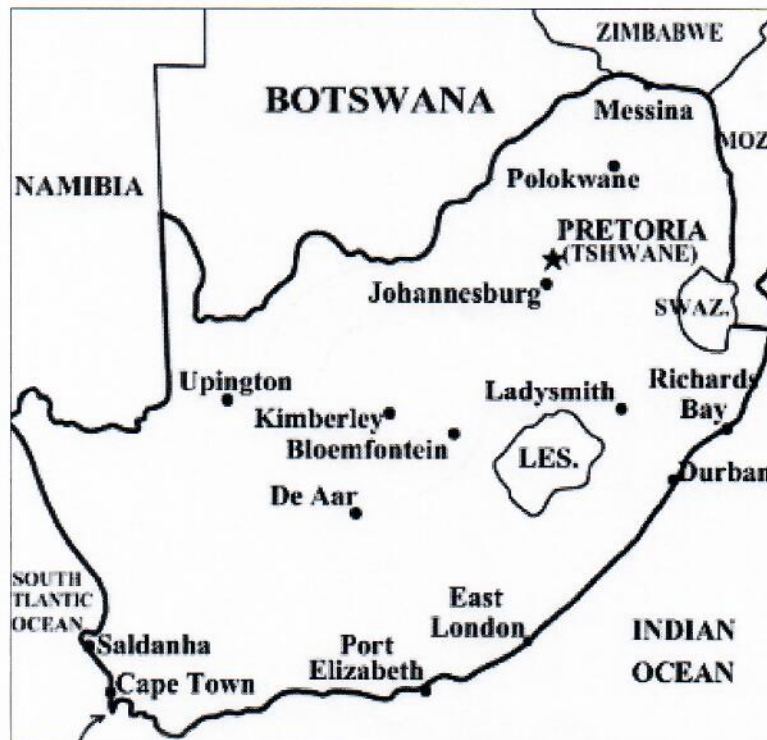 ZIMBABWE
BOTSWANA
Messina
MOZ
NAMIBIA
Polokwane
PRETORIA
(TSHWANE)
Johannesburg
SWAZ.
Upington
Ladysmith
Richards
Bay
Kimberley
Bloemfontein
LES.
Durban
De Aar
SOUTH
TLANTIC
OCEAN
East
London
INDIAN
OCEAN
Saldanha
Port
Elizabeth
Cape Town